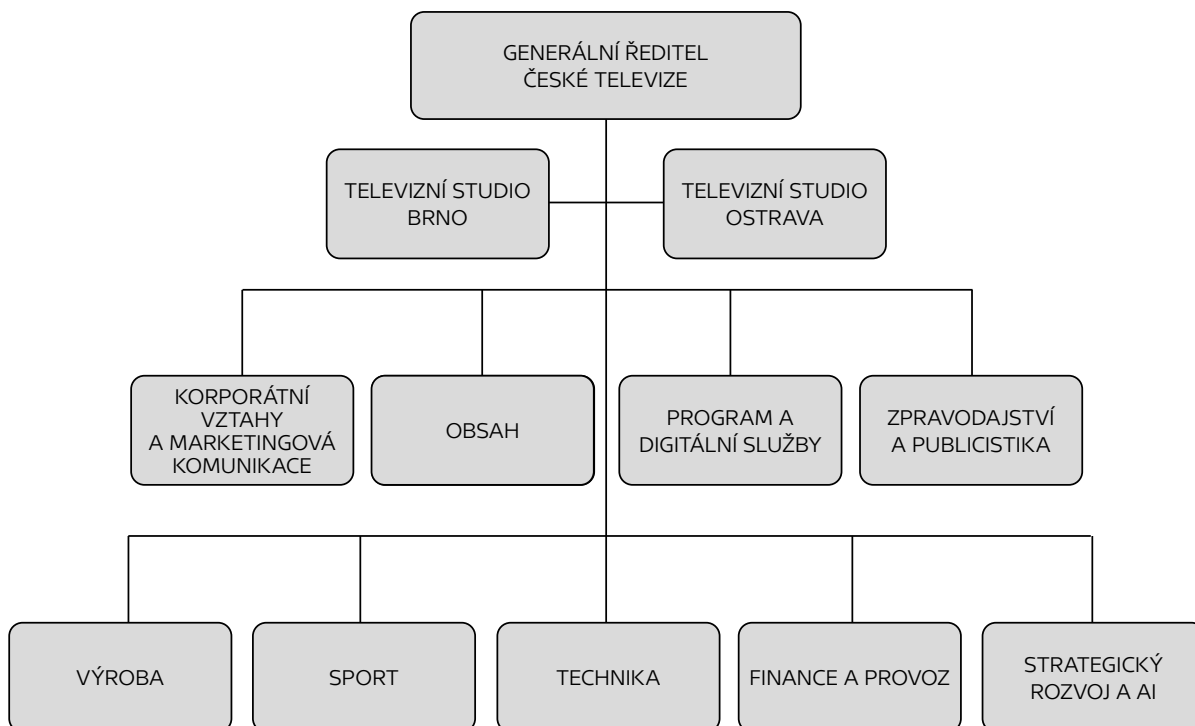 GENERÁLNÍ ŘEDITEL
ČESKÉ TELEVIZE
TELEVIZNÍ STUDIO
BRNO
TELEVIZNÍ STUDIO
OSTRAVA
KORPORÁTNÍ
VZTAHY
A MARKETINGOVÁ
KOMUNIKACE
OBSAH
PROGRAM A
DIGITÁLNÍ SLUŽBY
ZPRAVODAJSTVÍ
A PUBLICISTIKA
VÝROBA
SPORT
TECHNIKA
FINANCE A PROVOZ
STRATEGICKÝ
ROZVOJ A AI